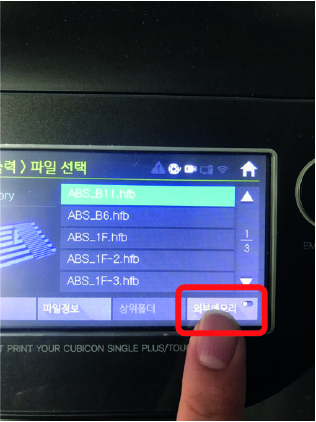 력 > 파일 선택
ory
ABS_B11.hfb
ABS_B6.hfb
ABS_1F.hfb
ABS_1F-2.hfb
ABS_1F-3.hfb
1
3
파일정보
상위폴더
외부메모리
PRINT YOUR CUBICON SINGLE PLUS/TOU
EM